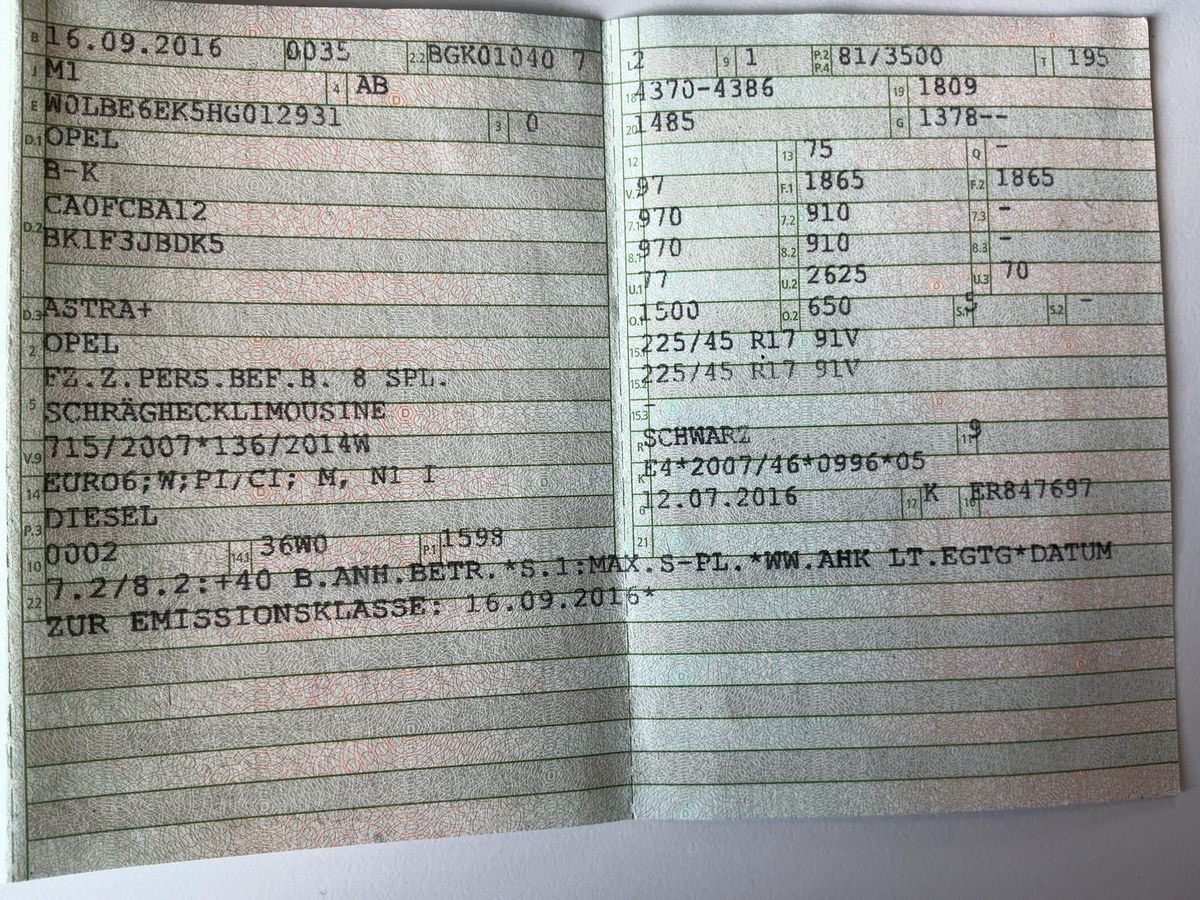 B 16.09.2016 0035 2.2 BGK01040 7
J M1 4 AB
E W0LBE6EK5HG012931 3 0
D.1 OPEL
B-K
D.2 CA0FCBA12
BK1F3JBDK5
D.3 ASTRA+
2 OPEL
FZ.Z.PERS.BEF.B. 8 SPL.
5 SCHRÄGHECKLIMOUSINE
V.9 715/2007*136/2014W
14 EURO6;W;PI/CI; M, N1 I
P.3 DIESEL
10 0002 14.1 36W0 P.1 1598
22 7.2/8.2:+40 B.ANH.BETR.*S.1:MAX.S-PL.*WW.AHK LT.EGTG*DATUM
ZUR EMISSIONSKLASSE: 16.09.2016*
L 2 9 1 P.2 P.4 81/3500 T 195
18 4370-4386 19 1809
20 1485 G 1378--
12 13 75 Q -
V.7 97 F.1 1865 F.2 1865
7.1 970 7.2 910 7.3 -
8.1 970 8.2 910 8.3 -
U.1 77 U.2 2625 U.3 70
O.1 1500 O.2 650 S.1 5 S.2 -
15.1 225/45 R17 91V
15.2 225/45 R17 91V
15.3 -
R SCHWARZ 11 9
K E4*2007/46*0996*05
6 12.07.2016 17 K 16 ER847697
21